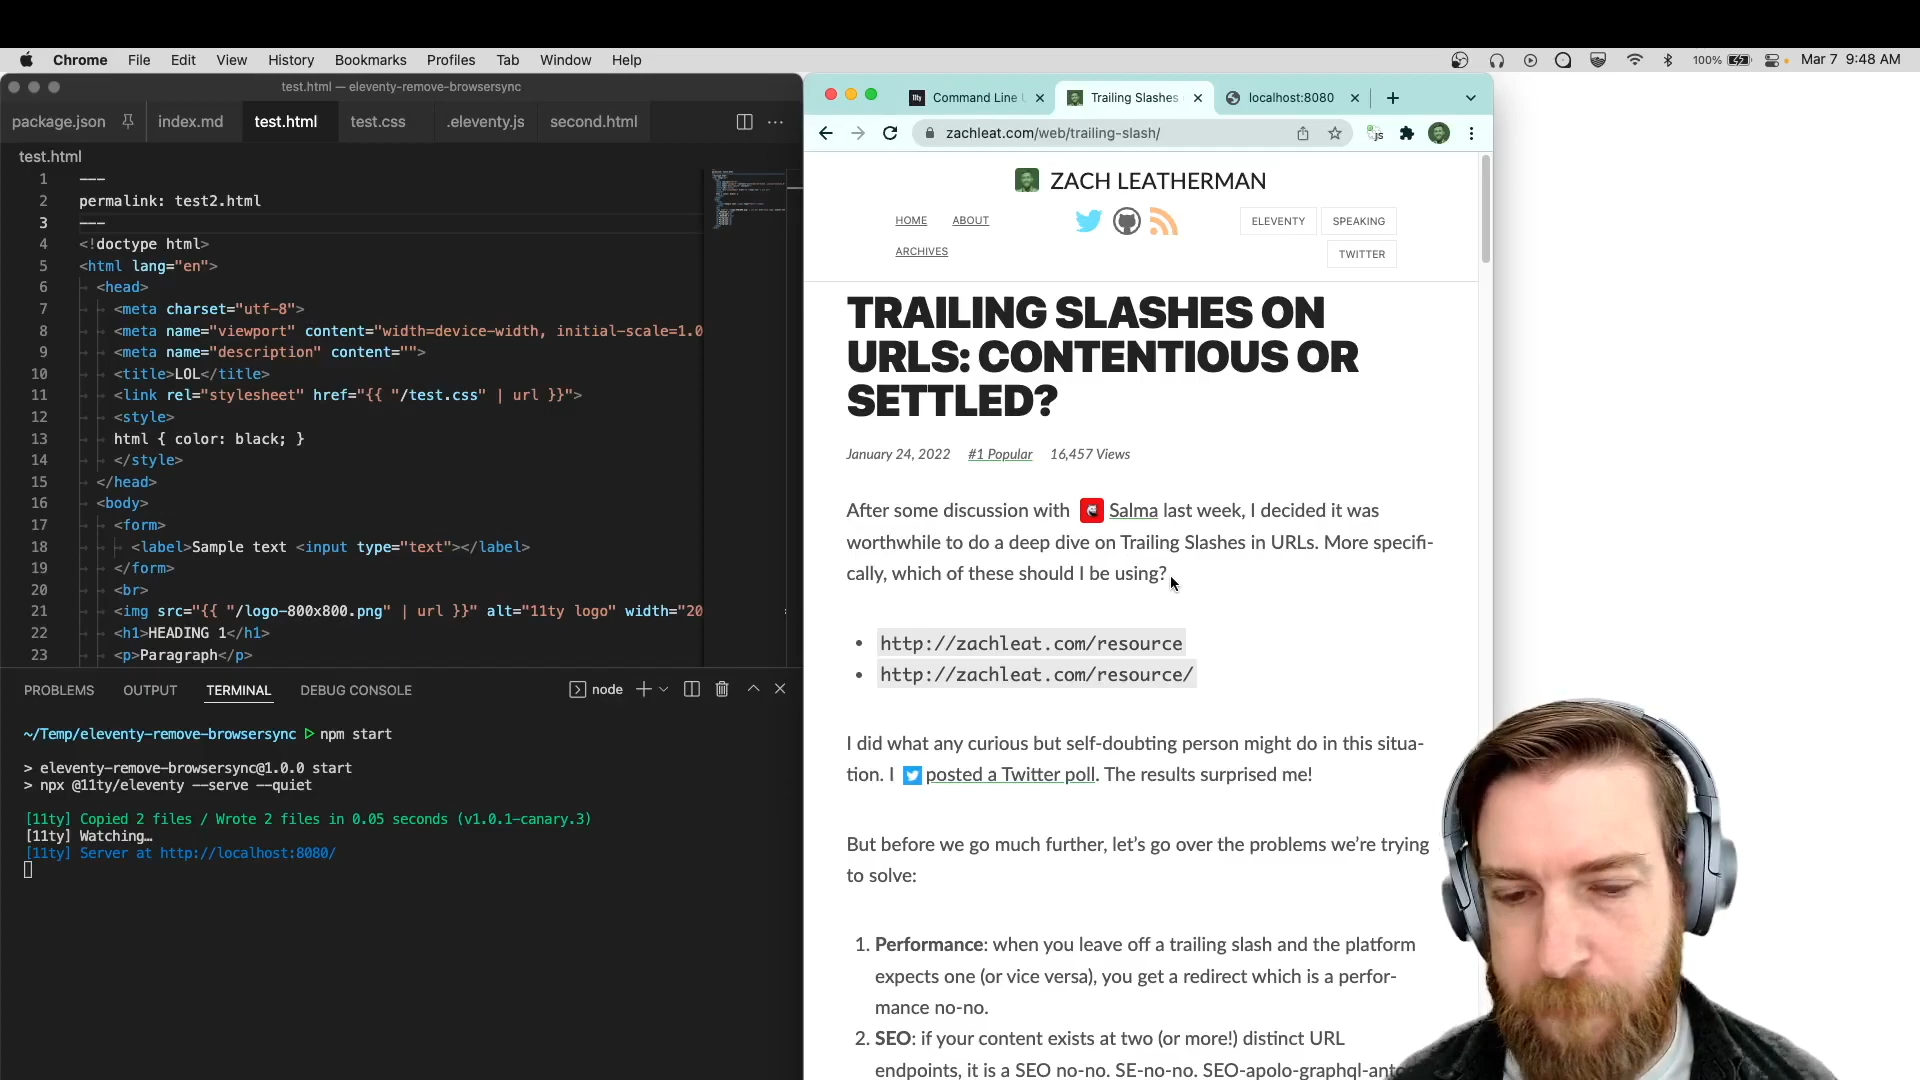 Chrome File Edit View History Bookmarks Profiles Tab Window Help 100% Mar 7 9:48 AM
test.html — eleventy-remove-browsersync
package.json index.md test.html test.css .eleventy.js second.html
test.html
1 ---
2 permalink: test2.html
3 ---
4 <!doctype html>
5 <html lang="en">
6 <head>
7 <meta charset="utf-8">
8 <meta name="viewport" content="width=device-width, initial-scale=1.0
9 <meta name="description" content="">
10 <title>LOL</title>
11 <link rel="stylesheet" href="{{ "/test.css" | url }}">
12 <style>
13 html { color: black; }
14 </style>
15 </head>
16 <body>
17 <form>
18 <label>Sample text <input type="text"></label>
19 </form>
20 <br>
21 <img src="{{ "/logo-800x800.png" | url }}" alt="11ty logo" width="20
22 <h1>HEADING 1</h1>
23 <p>Paragraph</p>
PROBLEMS OUTPUT TERMINAL DEBUG CONSOLE node
~/Temp/eleventy-remove-browsersync ▷ npm start
> eleventy-remove-browsersync@1.0.0 start
> npx @11ty/eleventy --serve --quiet
[11ty] Copied 2 files / Wrote 2 files in 0.05 seconds (v1.0.1-canary.3)
[11ty] Watching…
[11ty] Server at http://localhost:8080/
11ty Command Line Trailing Slashes localhost:8080
zachleat.com/web/trailing-slash/
ZACH LEATHERMAN
HOME ABOUT ELEVENTY SPEAKING
ARCHIVES TWITTER
TRAILING SLASHES ON
URLS: CONTENTIOUS OR
SETTLED?
January 24, 2022 #1 Popular 16,457 Views
After some discussion with Salma last week, I decided it was
worthwhile to do a deep dive on Trailing Slashes in URLs. More specifi-
cally, which of these should I be using?
• http://zachleat.com/resource
• http://zachleat.com/resource/
I did what any curious but self-doubting person might do in this situa-
tion. I posted a Twitter poll. The results surprised me!
But before we go much further, let’s go over the problems we’re trying
to solve:
1. Performance: when you leave off a trailing slash and the platform
expects one (or vice versa), you get a redirect which is a perfor-
mance no-no.
2. SEO: if your content exists at two (or more!) distinct URL
endpoints, it is a SEO no-no. SE-no-no. SEO-apolo-graphql-anto